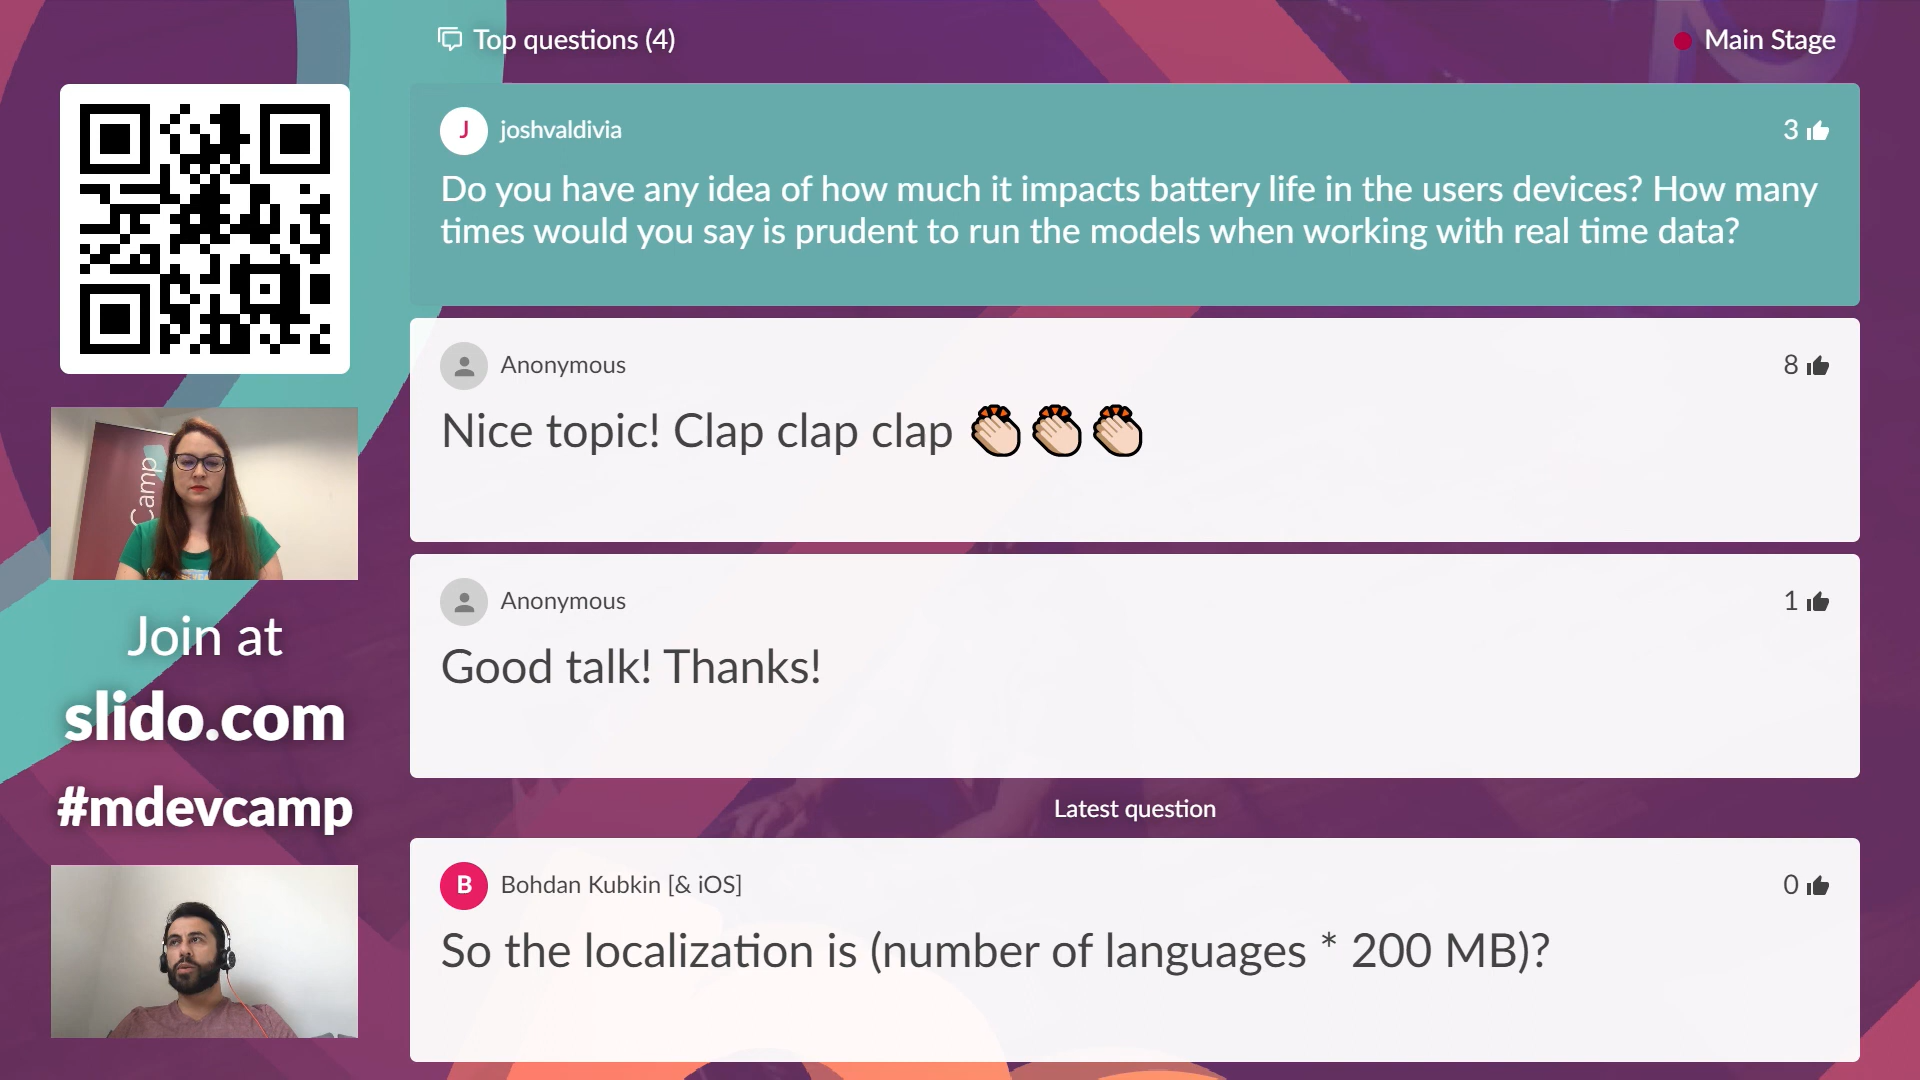 Top questions (4)
Main Stage
J joshvaldivia
3
Do you have any idea of how much it impacts battery life in the users devices? How many
times would you say is prudent to run the models when working with real time data?
Anonymous
8
Nice topic! Clap clap clap 👏🏻👏🏻👏🏻
Anonymous
1
Good talk! Thanks!
Latest question
B Bohdan Kubkin [& iOS]
0
So the localization is (number of languages * 200 MB)?
Camp
Join at
slido.com
#mdevcamp